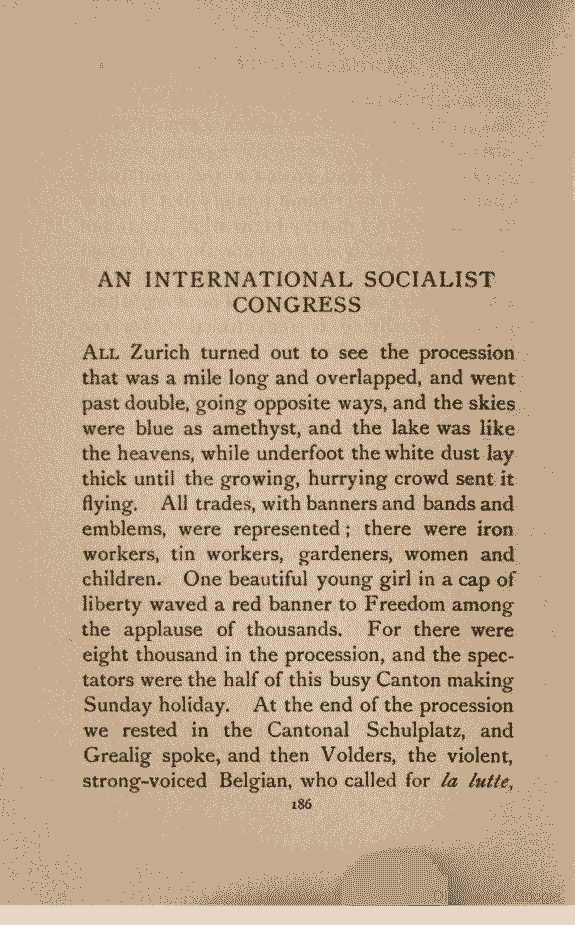 AN INTERNATIONAL SOCIALIST
CONGRESS
ALL Zurich turned out to see the procession
that was a mile long and overlapped, and went
past double, going opposite ways, and the skies
were blue as amethyst, and the lake was like
the heavens, while underfoot the white dust lay
thick until the growing, hurrying crowd sent it
flying. All trades, with banners and bands and
emblems, were represented; there were iron
workers, tin workers, gardeners, women and
children. One beautiful young girl in a cap of
liberty waved a red banner to Freedom among
the applause of thousands. For there were
eight thousand in the procession, and the spec-
tators were the half of this busy Canton making
Sunday holiday. At the end of the procession
we rested in the Cantonal Schulplatz, and
Grealig spoke, and then Volders, the violent,
strong-voiced Belgian, who called for la lutte,
186